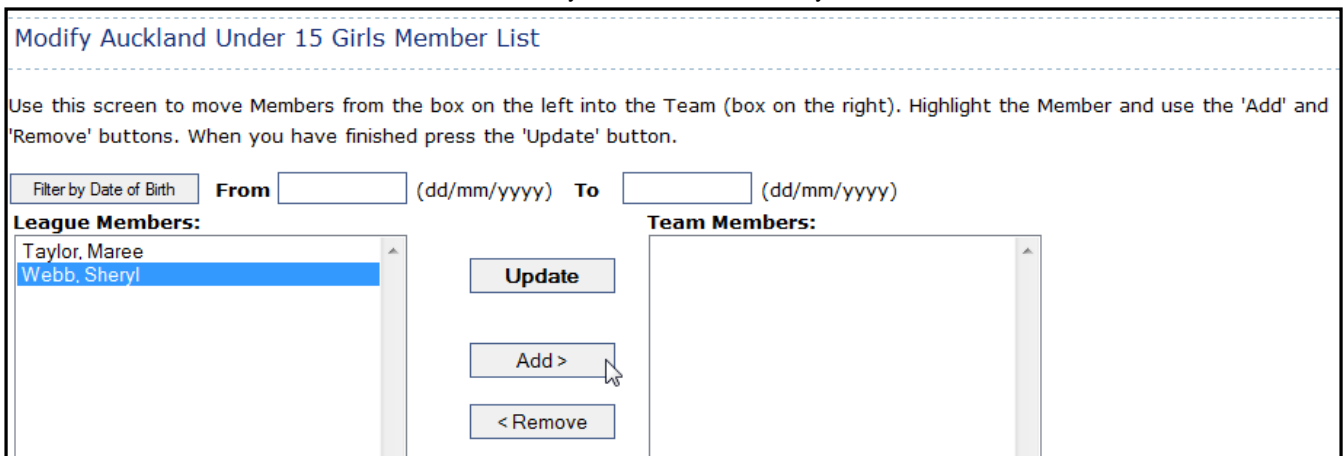 Modify Auckland Under 15 Girls Member List
Use this screen to move Members from the box on the left into the Team (box on the right). Highlight the Member and use the 'Add' and
'Remove' buttons. When you have finished press the 'Update' button.
Filter by Date of Birth From (dd/mm/yyyy) To (dd/mm/yyyy)
League Members: Team Members:
Taylor, Maree
Webb, Sheryl
Update
Add >
< Remove